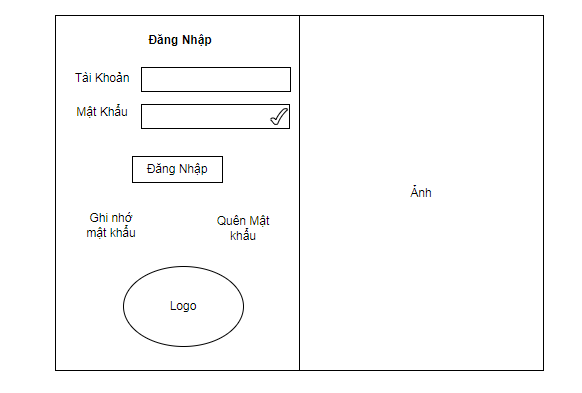 Đăng Nhập
Tài Khoản
Mật Khẩu
Đăng Nhập
Ghi nhớ
mật khẩu
Quên Mật
khẩu
Logo
Ảnh